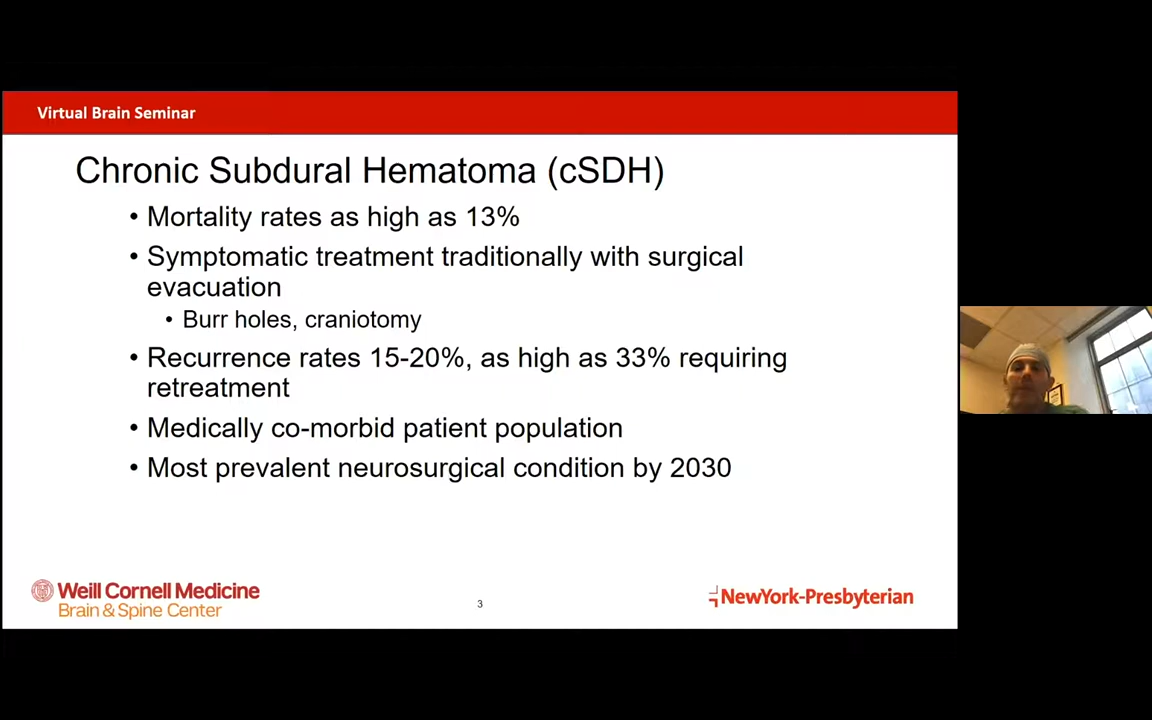 Virtual Brain Seminar
Chronic Subdural Hematoma (cSDH)
• Mortality rates as high as 13%
• Symptomatic treatment traditionally with surgical
evacuation
• Burr holes, craniotomy
• Recurrence rates 15-20%, as high as 33% requiring
retreatment
• Medically co-morbid patient population
• Most prevalent neurosurgical condition by 2030
Weill Cornell Medicine
Brain & Spine Center
3
NewYork-Presbyterian